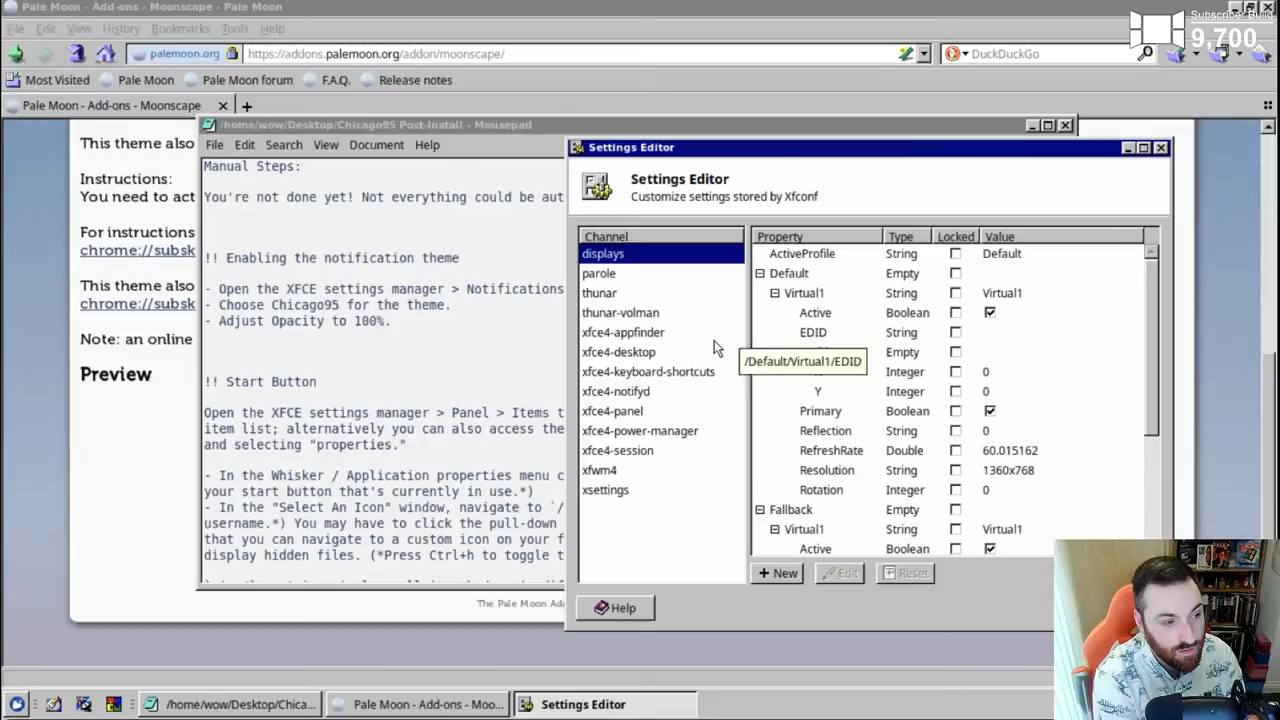 Pale Moon - Add-ons - Moonscape - Pale Moon
Subscriber Build
9,700
File Edit View History Bookmarks Tools Help
palemoon.org https://addons.palemoon.org/addon/moonscape/ DuckDuckGo
Most Visited Pale Moon Pale Moon forum F.A.Q. Release notes
Pale Moon - Add-ons - Moonscape
This theme also
Instructions:
You need to act
For instructions
chrome://subsk
This theme also
chrome://subsk
Note: an online
Preview
The Pale Moon Ad
/home/wow/Desktop/Chicago95 Post-Install - Mousepad
File Edit Search View Document Help
Manual Steps:
You're not done yet! Not everything could be aut
!! Enabling the notification theme
- Open the XFCE settings manager > Notifications
- Choose Chicago95 for the theme.
- Adjust Opacity to 100%.
!! Start Button
Open the XFCE settings manager > Panel > Items t
item list; alternatively you can also access the
and selecting "properties."
- In the Whisker / Application properties menu c
your start button that's currently in use.*)
- In the "Select An Icon" window, navigate to `/
username.*) You may have to click the pull-down
that you can navigate to a custom icon on your f
display hidden files. (*Press Ctrl+h to toggle t
Settings Editor
Settings Editor
Customize settings stored by Xfconf
Channel
displays
parole
thunar
thunar-volman
xfce4-appfinder
xfce4-desktop
xfce4-keyboard-shortcuts
xfce4-notifyd
xfce4-panel
xfce4-power-manager
xfce4-session
xfwm4
xsettings
Property Type Locked Value
ActiveProfile String Default
Default Empty
Virtual1 String Virtual1
Active Boolean
EDID String
/Default/Virtual1/EDID Empty
Integer 0
Y Integer 0
Primary Boolean
Reflection String 0
RefreshRate Double 60.015162
Resolution String 1360x768
Rotation Integer 0
Fallback Empty
Virtual1 String Virtual1
Active Boolean
New Edit Reset
Help
/home/wow/Desktop/Chica... Pale Moon - Add-ons - Moo... Settings Editor